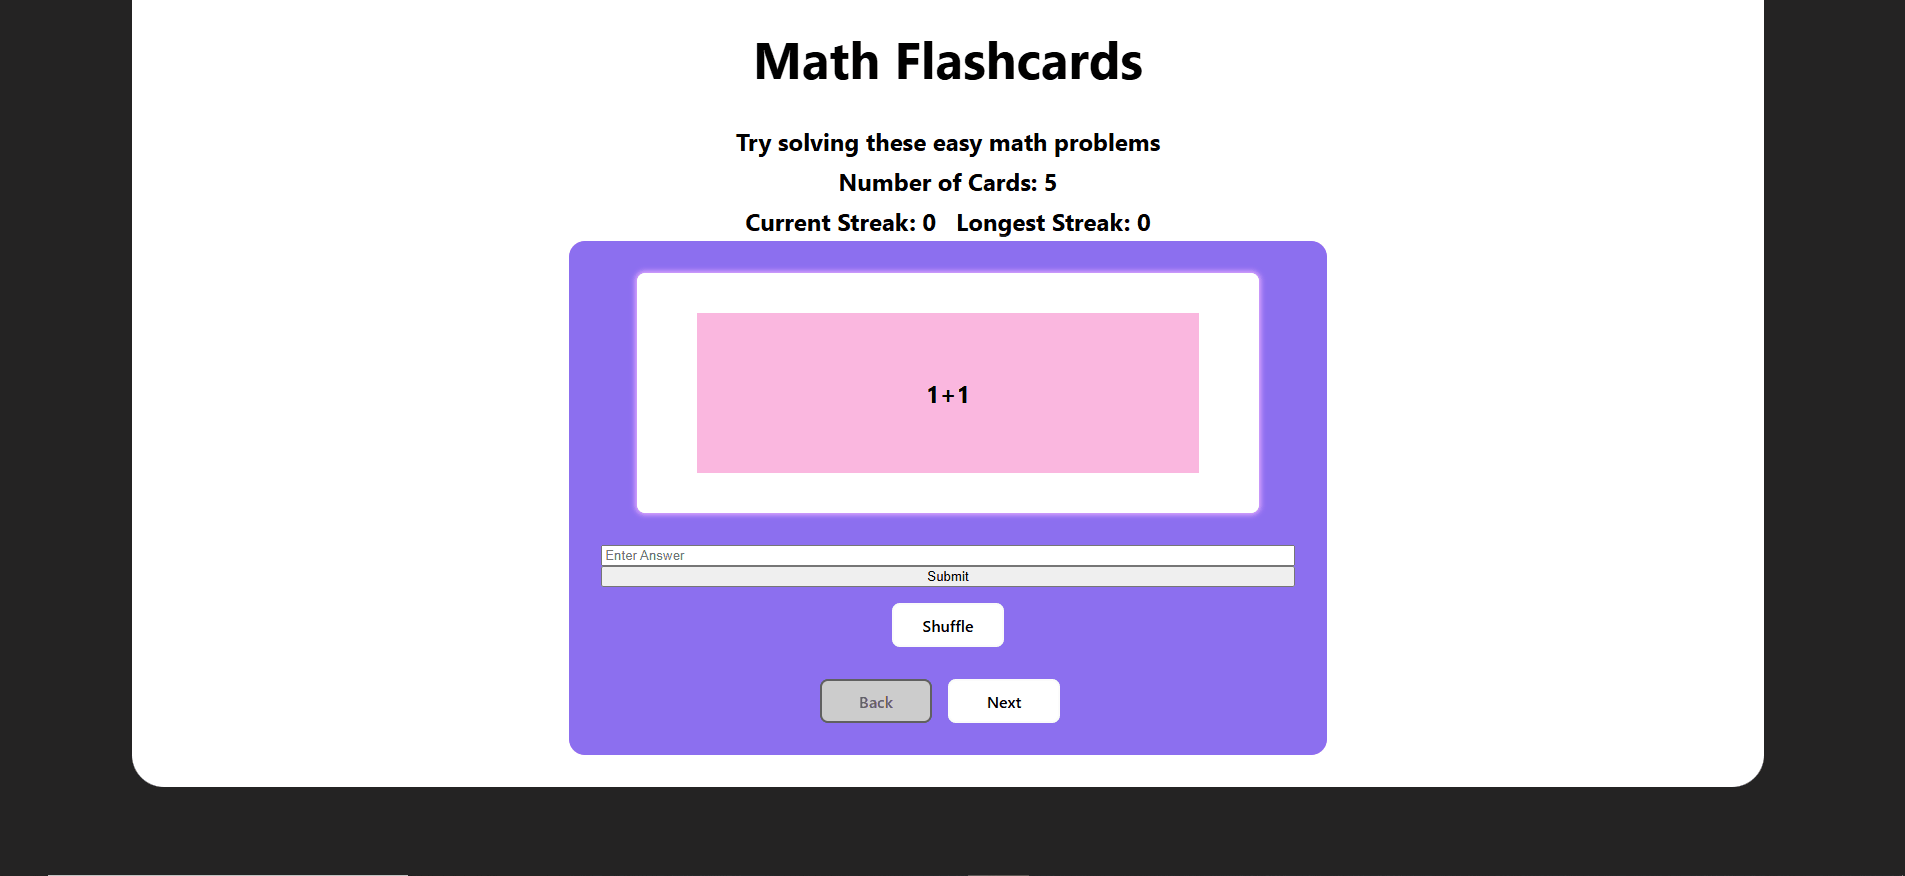 Math Flashcards
Try solving these easy math problems
Number of Cards: 5
Current Streak: 0 Longest Streak: 0
1+1
Enter Answer
Submit
Shuffle
Back Next